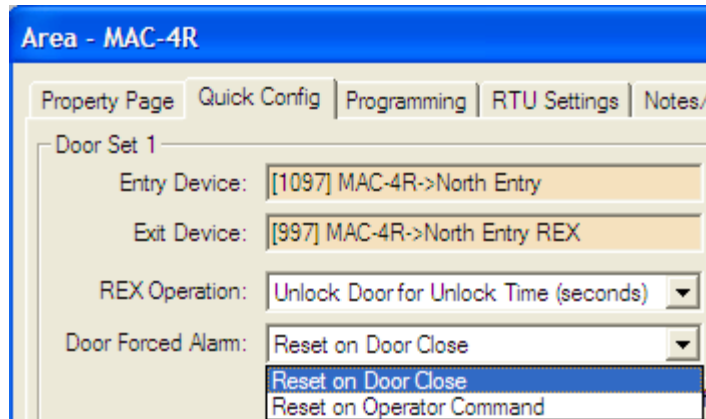 Area - MAC-4R
Property Page Quick Config Programming RTU Settings Notes/
Door Set 1
Entry Device: [1097] MAC-4R->North Entry
Exit Device: [997] MAC-4R->North Entry REX
REX Operation: Unlock Door for Unlock Time (seconds)
Door Forced Alarm: Reset on Door Close
Reset on Door Close
Reset on Operator Command